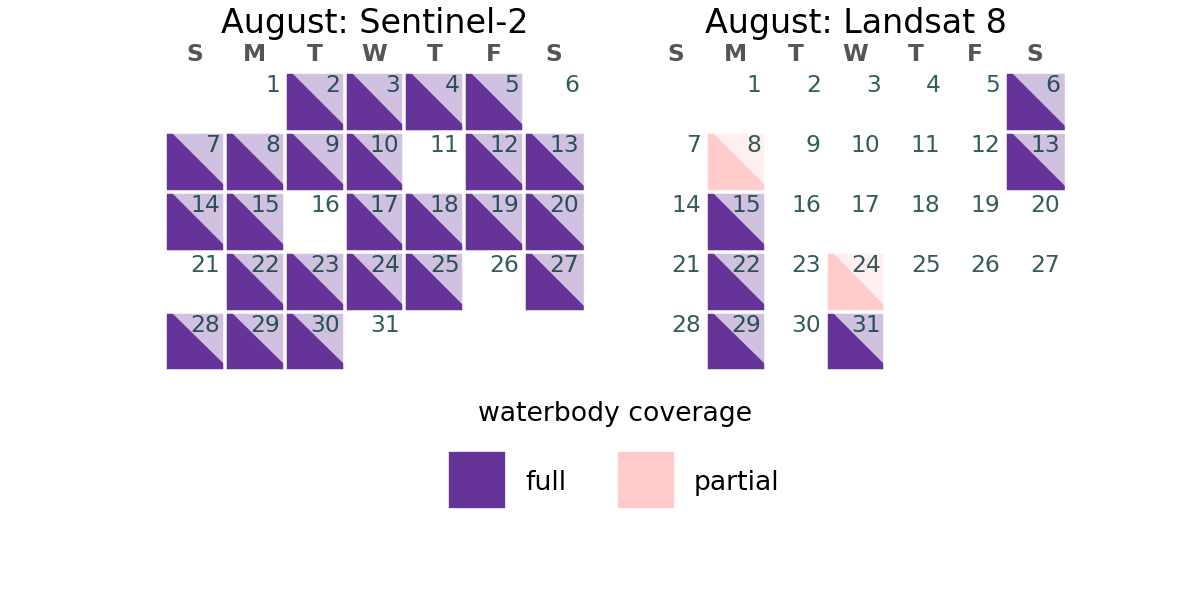 August: Sentinel-2
S M T W T F S
1 2 3 4 5 6
7 8 9 10 11 12 13
14 15 16 17 18 19 20
21 22 23 24 25 26 27
28 29 30 31
August: Landsat 8
S M T W T F S
1 2 3 4 5 6
7 8 9 10 11 12 13
14 15 16 17 18 19 20
21 22 23 24 25 26 27
28 29 30 31
waterbody coverage
full
partial